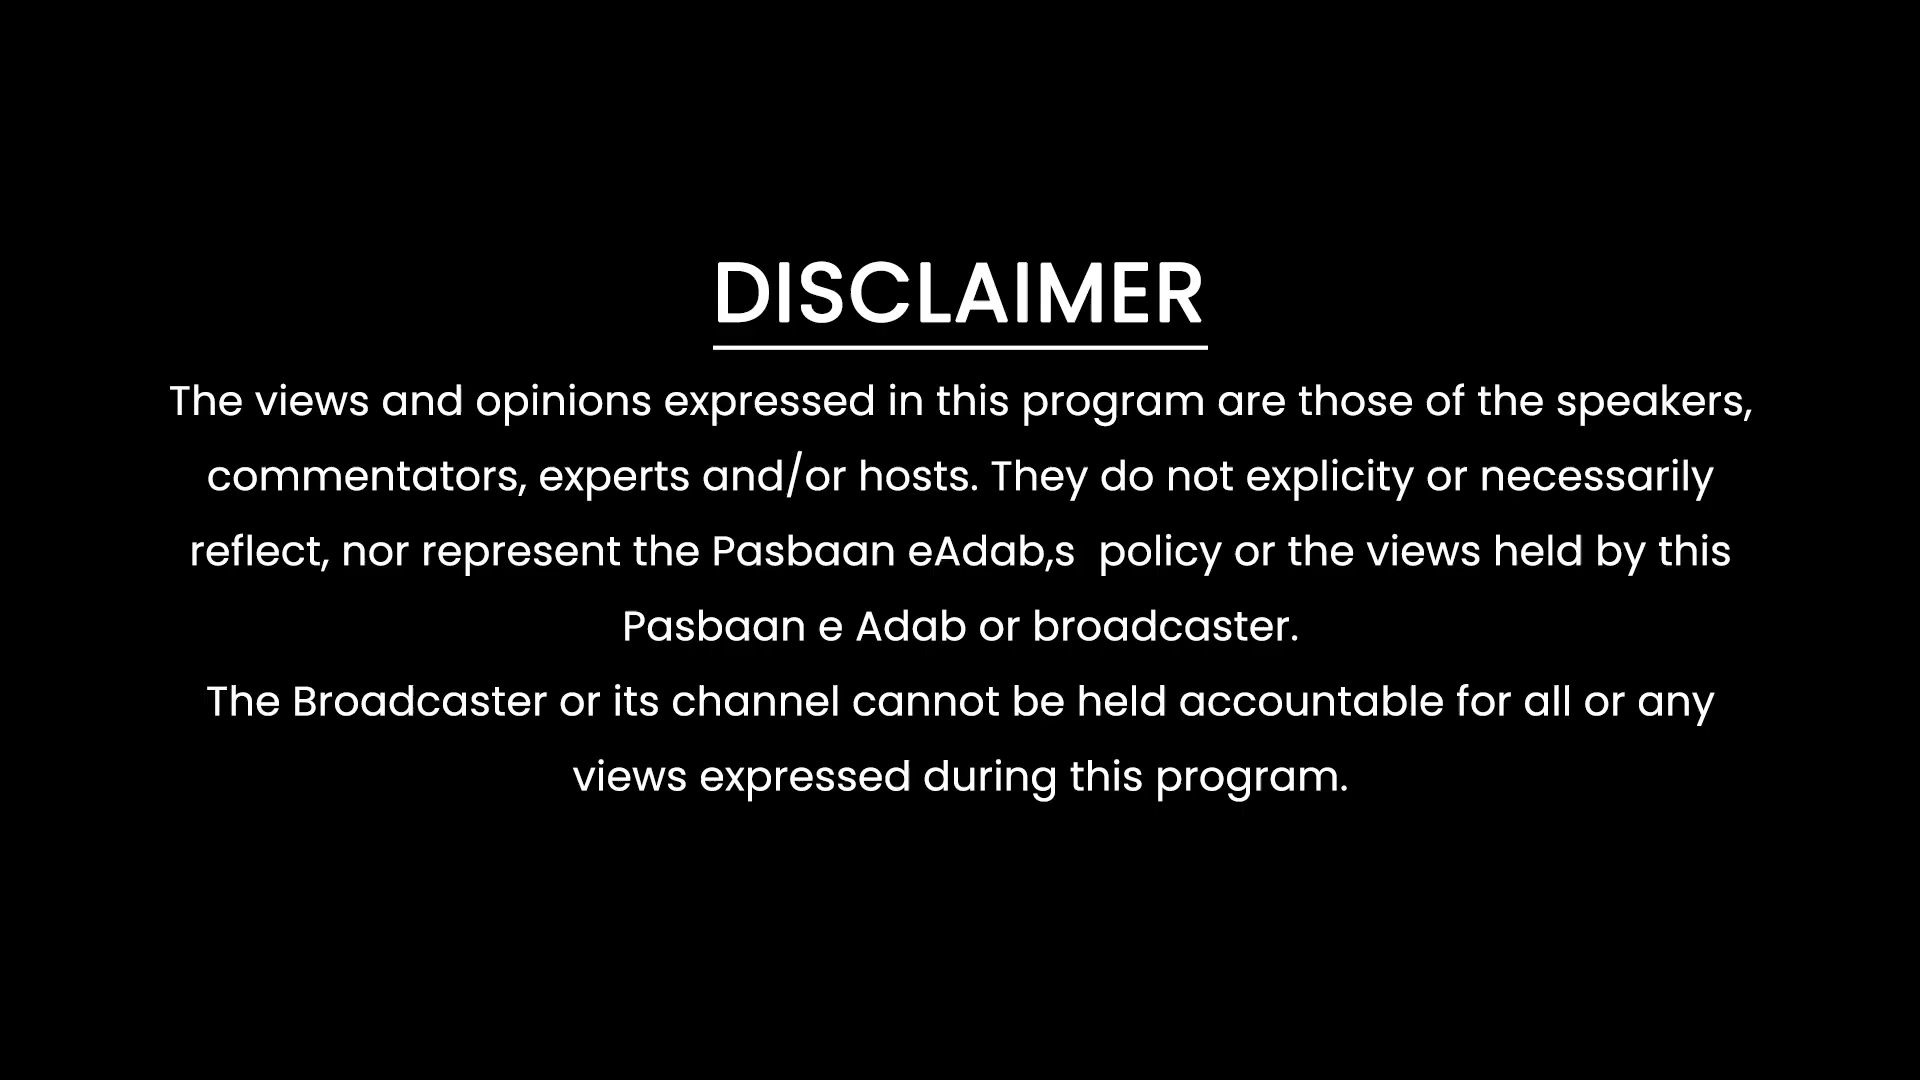 DISCLAIMER
The views and opinions expressed in this program are those of the speakers,
commentators, experts and/or hosts. They do not explicity or necessarily
reflect, nor represent the Pasbaan eAdab,s  policy or the views held by this
Pasbaan e Adab or broadcaster.
The Broadcaster or its channel cannot be held accountable for all or any
views expressed during this program.